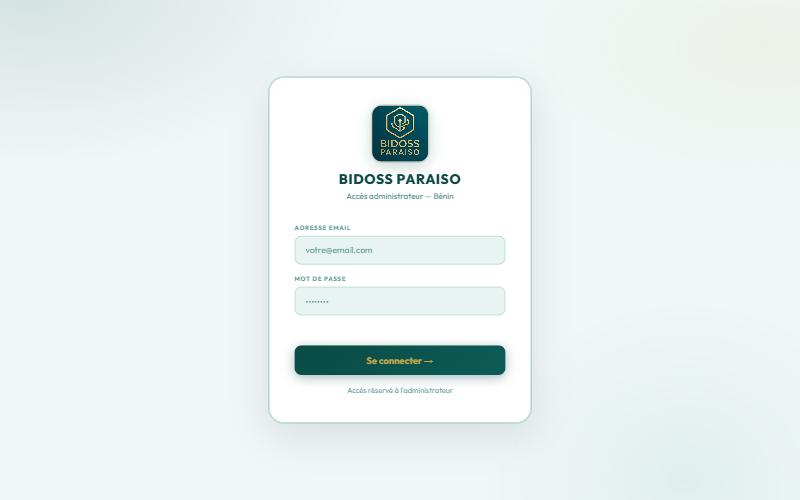 BIDOSS
PARAISO
BIDOSS PARAISO
Accès administrateur — Bénin
ADRESSE EMAIL
votre@email.com
MOT DE PASSE
••••••••
Se connecter →
Accès réservé à l'administrateur